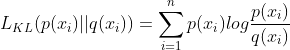 L_{KL}(p(x_i)||q(x_i)) = \sum_{i=1}^{n} p(x_i) log \frac{p(x_i)}{q(x_i)}